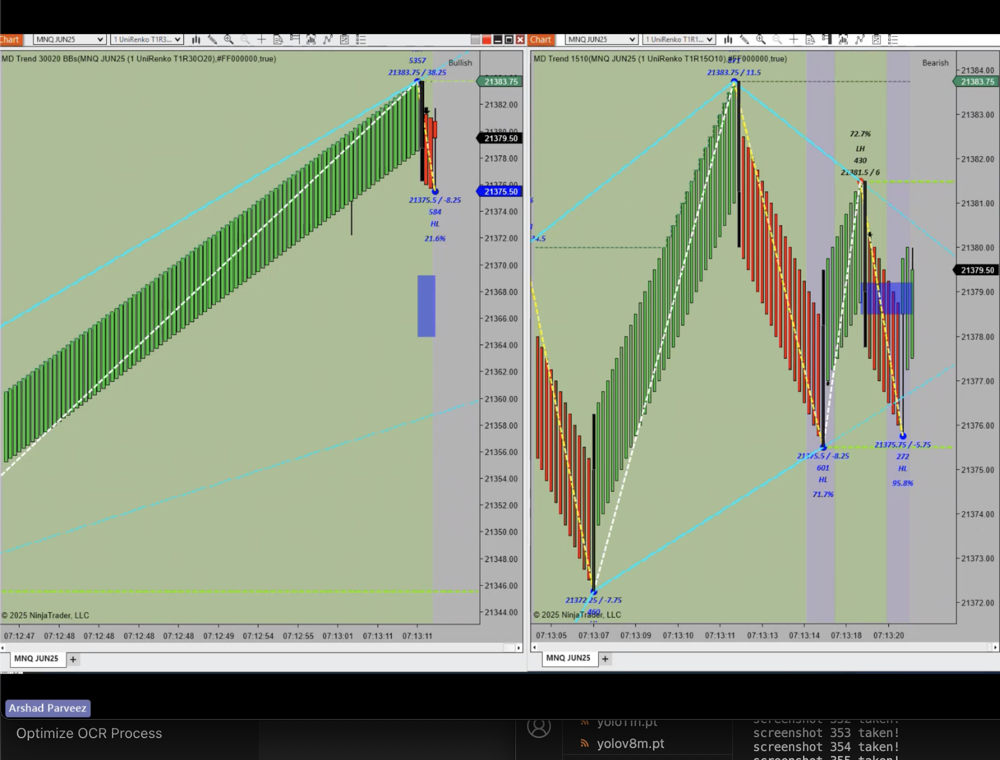 Chart
MNQ JUN25
1 UniRenko T1R3...
MD Trend 30020 BBs(MNQ JUN25 (1 UniRenko T1R30O20),#FF000000,true)
Bullish
5357
21383.75 / 38.25
21375.5 / -8.25
584
HL
21.6%
21383.75
21382.00
21379.50
21378.00
21375.50
21374.00
21372.00
21370.00
21368.00
21366.00
21364.00
21362.00
21360.00
21358.00
21356.00
21354.00
21352.00
21350.00
21348.00
21346.00
21344.00
© 2025 NinjaTrader, LLC
07:12:47 07:12:48 07:12:48 07:12:48 07:12:48 07:12:49 07:12:54 07:12:55 07:13:01 07:13:11 07:13:11
MNQ JUN25
+
Chart
MNQ JUN25
1 UniRenko T1R1...
MD Trend 1510(MNQ JUN25 (1 UniRenko T1R15O10),#FF000000,true)
Bearish
21383.75 / 11.5
72.7%
LH
430
21381.5 / 6
21375.5 / -8.25
601
HL
71.7%
21375.75 / -5.75
272
HL
95.8%
21372.25 / -7.75
21384.00
21383.75
21383.00
21382.00
21381.00
21380.00
21379.50
21379.00
21378.00
21377.00
21376.00
21375.00
21374.00
21373.00
21372.00
© 2025 NinjaTrader, LLC
07:13:05 07:13:07 07:13:09 07:13:10 07:13:11 07:13:13 07:13:14 07:13:18 07:13:20
MNQ JUN25
+
Arshad Parveez
Optimize OCR Process
yolo11n.pt
yolov8m.pt
screenshot 352 taken!
screenshot 353 taken!
screenshot 354 taken!
screenshot 355 taken!